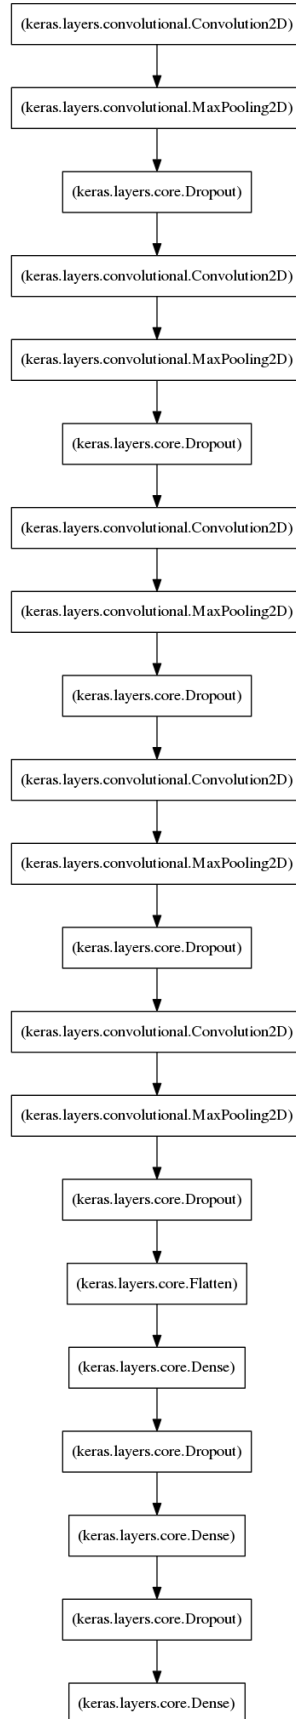 (keras.layers.convolutional.Convolution2D)
(keras.layers.convolutional.MaxPooling2D)
(keras.layers.core.Dropout)
(keras.layers.convolutional.Convolution2D)
(keras.layers.convolutional.MaxPooling2D)
(keras.layers.core.Dropout)
(keras.layers.convolutional.Convolution2D)
(keras.layers.convolutional.MaxPooling2D)
(keras.layers.core.Dropout)
(keras.layers.convolutional.Convolution2D)
(keras.layers.convolutional.MaxPooling2D)
(keras.layers.core.Dropout)
(keras.layers.convolutional.Convolution2D)
(keras.layers.convolutional.MaxPooling2D)
(keras.layers.core.Dropout)
(keras.layers.core.Flatten)
(keras.layers.core.Dense)
(keras.layers.core.Dropout)
(keras.layers.core.Dense)
(keras.layers.core.Dropout)
(keras.layers.core.Dense)